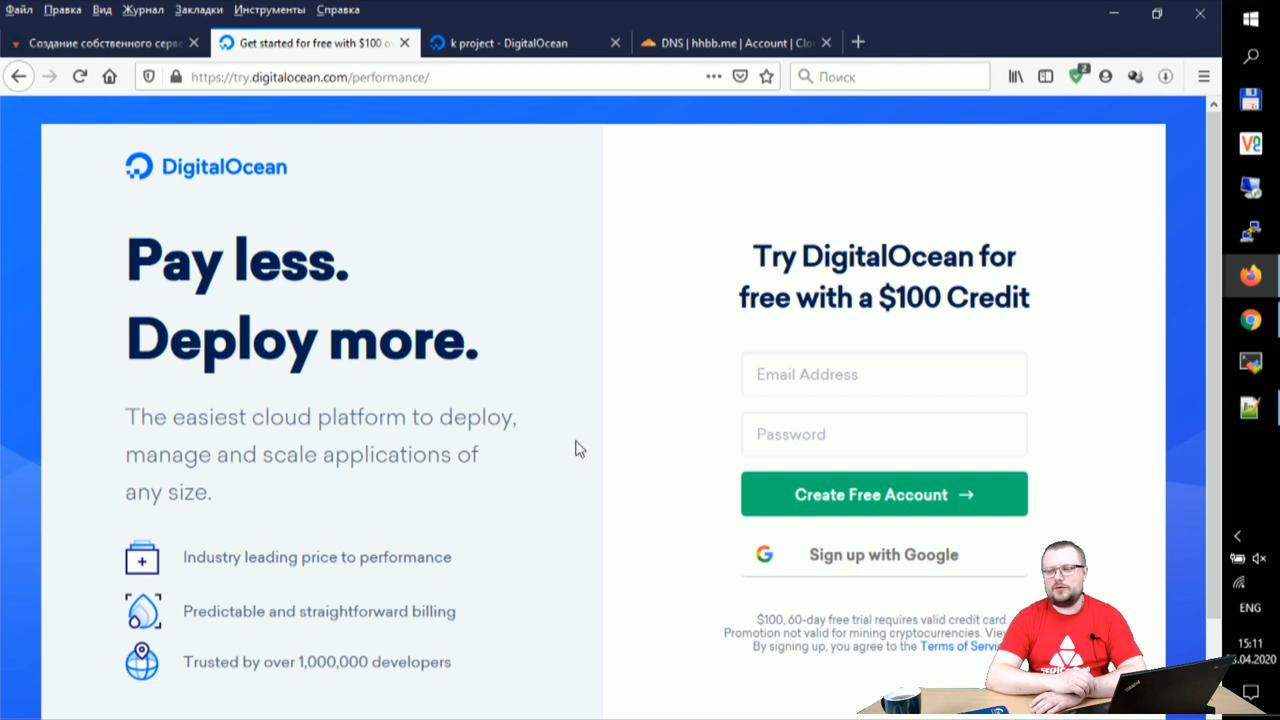 Файл Правка Вид Журнал Закладки Инструменты Справка
Создание собственного серв
Get started for free with $100 o
k project - DigitalOcean
DNS | hhbb.me | Account | Clo
https://try.digitalocean.com/performance/
Поиск
2
DigitalOcean
Pay less.
Deploy more.
The easiest cloud platform to deploy,
manage and scale applications of
any size.
Industry leading price to performance
Predictable and straightforward billing
Trusted by over 1,000,000 developers
Try DigitalOcean for
free with a $100 Credit
Email Address
Password
Create Free Account →
Sign up with Google
$100, 60-day free trial requires valid credit card.
Promotion not valid for mining cryptocurrencies. Vie
By signing up, you agree to the Terms of Servi
ENG
15:11
.04.2020